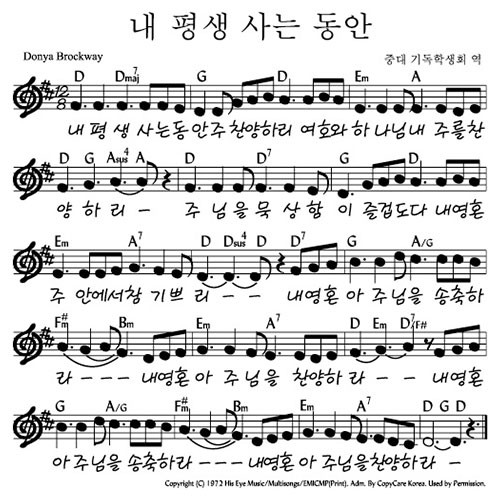 내 평생 사는 동안
Donya Brockway
중대 기독학생회 역
D Dmaj7 G D Em A
12/8
내 평 생 사는동 안주 찬양하리 여호와 하 나님내 주를찬
D G Asus4 A D D7 G A D
양 하 리 - 주 님을 묵 상함 이 즐겁도다 내영혼
Em A7 D Dsus4 D D7 G A/G
주 안에서참 기쁘 리 - - - 내영혼 아 주님을 송축하
F#m Bm Em A7 D Em D7/F#
라 - - - - 내영혼 아 주님을 찬양하 라 - - 내영혼
G A/G F#m Bm Em A7 D G D
아 주님을 송축하라 - - - - 내영혼 아 주님을찬양하라 -
Copyright (C) 1972 His Eye Music/Multisongs/EMICMP(Print). Adm. By CopyCare Korea. Used by Permission.